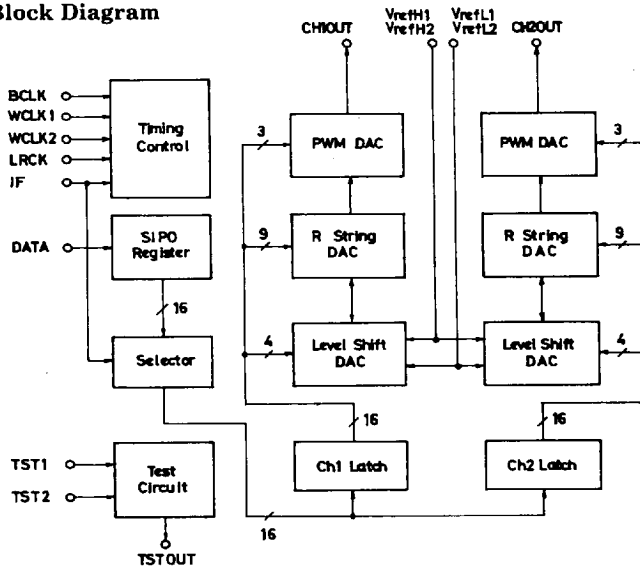 Block Diagram
CH1OUT
VrefH1
VrefH2
VrefL1
VrefL2
CH2OUT
BCLK
WCLK1
WCLK2
LRCK
IF
Timing
Control
3
PWM DAC
PWM DAC
3
DATA
SIPO
Register
9
R String
DAC
R String
DAC
9
16
Selector
4
Level Shift
DAC
Level Shift
DAC
4
16
16
TST1
TST2
Test
Circuit
Ch1 Latch
Ch2 Latch
16
TSTOUT